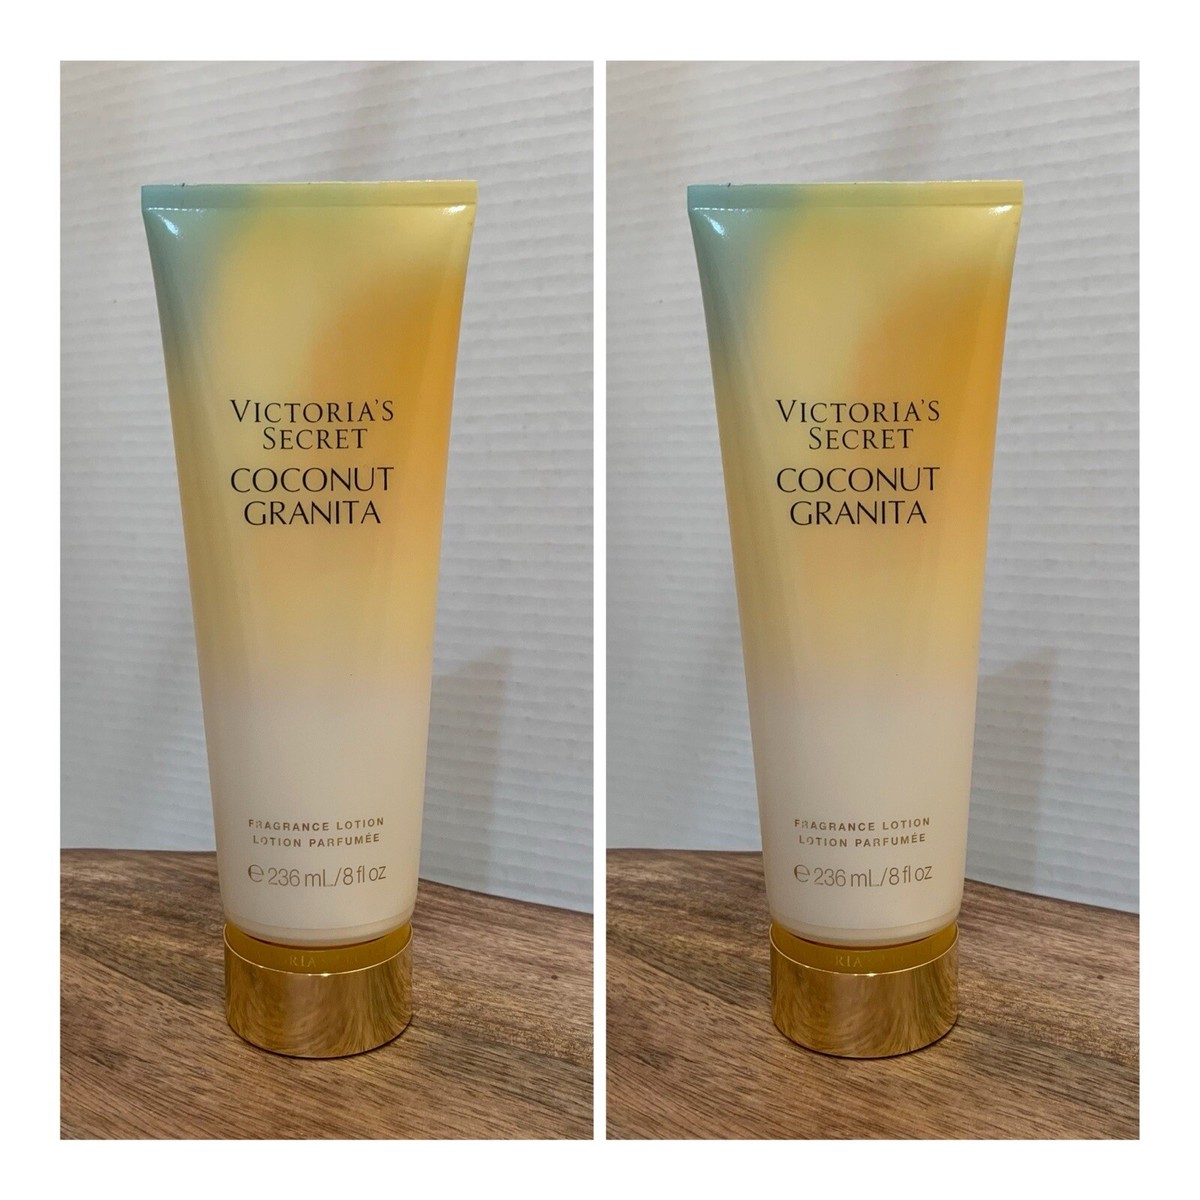 VICTORIA'S
SECRET
COCONUT
GRANITA
FRAGRANCE LOTION
LOTION PARFUMÉE
℮ 236 mL./8 fl oz
VICTORIA'S
SECRET
COCONUT
GRANITA
FRAGRANCE LOTION
LOTION PARFUMÉE
℮ 236 mL./8 fl oz